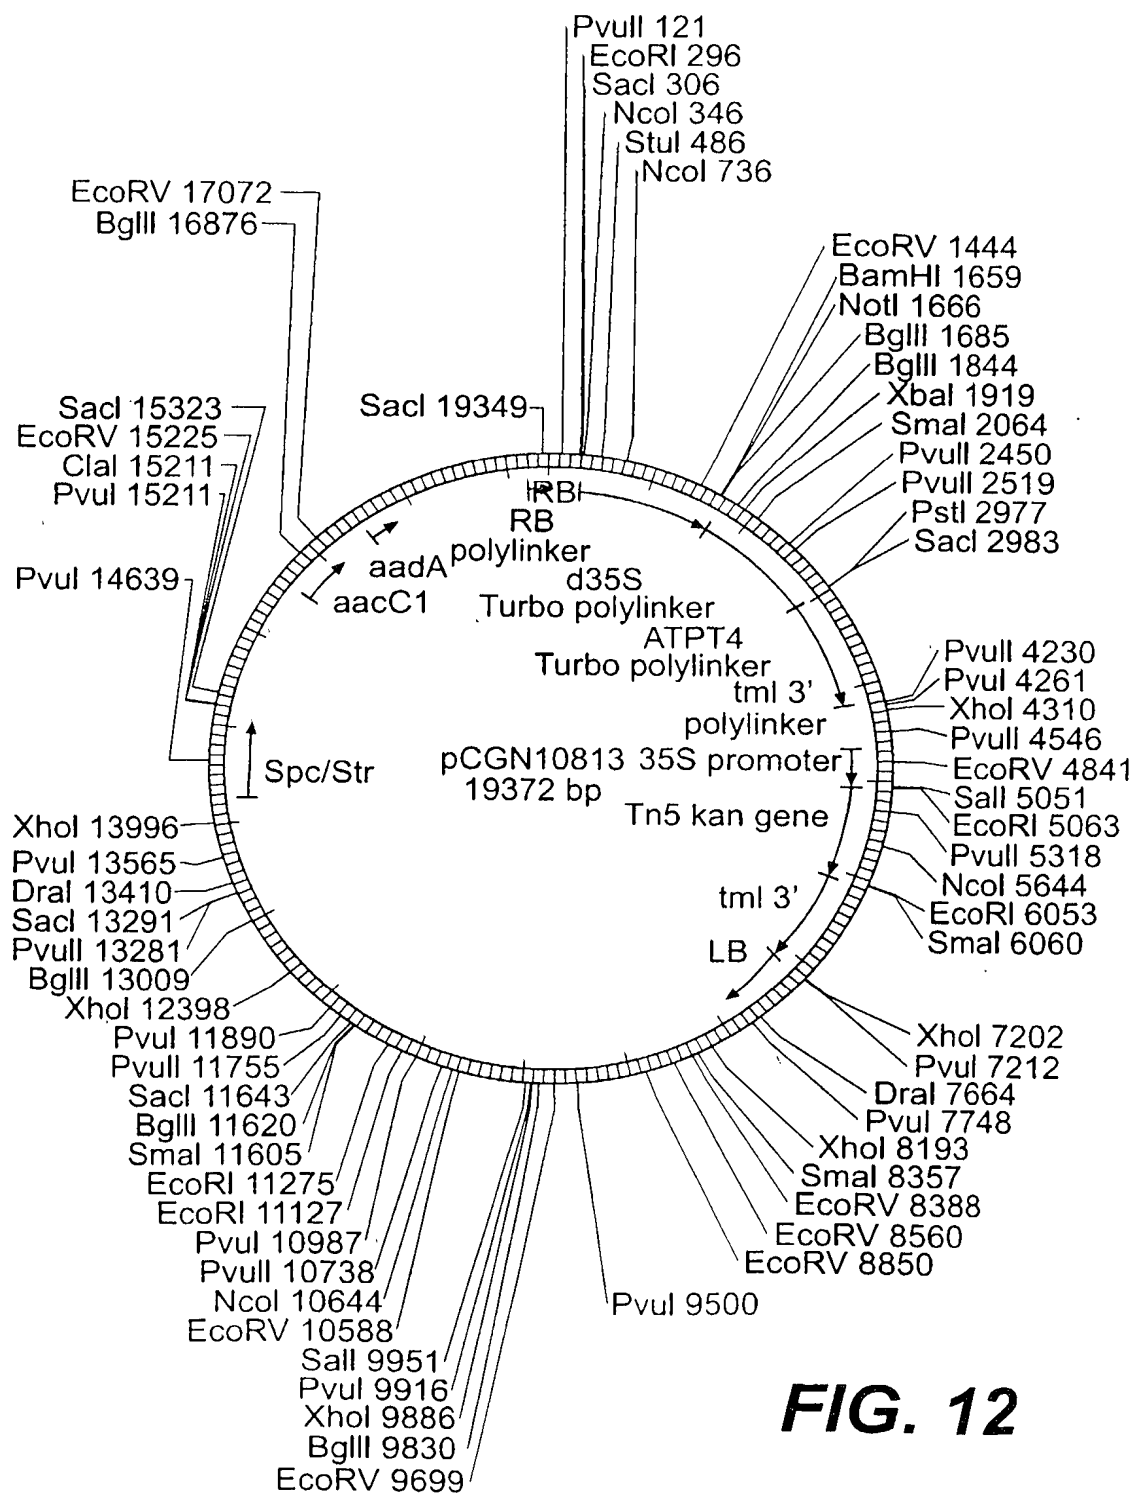 PvuII 121
EcoRI 296
SacI 306
NcoI 346
StuI 486
NcoI 736
EcoRV 17072
BglII 16876
EcoRV 1444
BamHI 1659
NotI 1666
BglII 1685
BglII 1844
XbaI 1919
SmaI 2064
PvuII 2450
PvuII 2519
PstI 2977
SacI 2983
SacI 19349
SacI 15323
EcoRV 15225
ClaI 15211
PvuI 15211
PvuI 14639
RB
RB
polylinker
aadA
aacC1
d35S
Turbo polylinker
ATPT4
Turbo polylinker
tml 3'
polylinker
pCGN10813
19372 bp
35S promoter
Tn5 kan gene
tml 3'
LB
Spc/Str
PvuII 4230
PvuI 4261
XhoI 4310
PvuII 4546
EcoRV 4841
SalI 5051
EcoRI 5063
PvuII 5318
NcoI 5644
EcoRI 6053
SmaI 6060
XhoI 13996
PvuI 13565
DraI 13410
SacI 13291
PvuII 13281
BglII 13009
XhoI 12398
PvuI 11890
PvuII 11755
SacI 11643
BglII 11620
SmaI 11605
EcoRI 11275
EcoRI 11127
PvuI 10987
PvuII 10738
NcoI 10644
EcoRV 10588
SalI 9951
PvuI 9916
XhoI 9886
BglII 9830
EcoRV 9699
XhoI 7202
PvuI 7212
DraI 7664
PvuI 7748
XhoI 8193
SmaI 8357
EcoRV 8388
EcoRV 8560
EcoRV 8850
PvuI 9500
FIG. 12